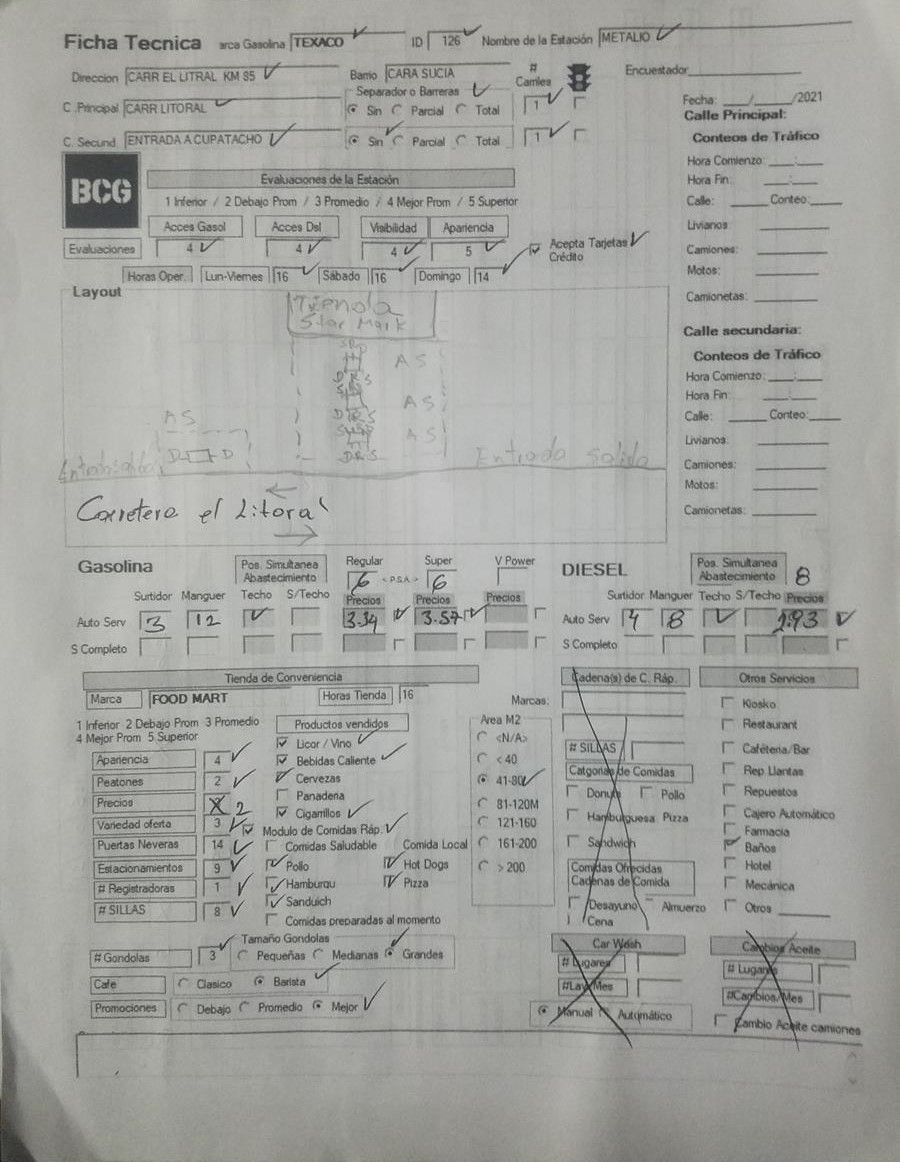 Ficha Tecnica arca Gasolina TEXACO ID 126 Nombre de la Estación METALIO
Direccion CARR EL LITRAL KM 85 Barrio CARA SUCIA # Carriles Encuestador
C .Principal CARR LITORAL Separador o Barreras Sin Parcial Total 1 Fecha: __/__/2021
Calle Principal:
C. Secund. ENTRADA A CUPATACHO Sin Parcial Total 1 Conteos de Tráfico
BCG
Evaluaciones de la Estación
Hora Comienzo __:__
1 Inferior / 2 Debajo Prom / 3 Promedio / 4 Mejor Prom / 5 Superior
Hora Fin:
Calle: Conteo:
Acces Gasol Acces Dsl Visibilidad Apariencia
Livianos:
Evaluaciones 4 4 4 5 Acepta Tarjetas Crédito
Camiones:
Horas Oper. Lun-Viernes 16 Sábado 16 Domingo 14
Motos:
Camionetas:
Layout
Tienda
Star Mark
Calle secundaria:
Conteos de Tráfico
AS
Hora Comienzo: __:__
Hora Fin:
AS
Calle: Conteo:
AS
AS
Livianos:
D R S
Entrada salida
Camiones:
Motos:
Carretera el Litoral
Camionetas:
Gasolina Pos. Simultanea Abastecimiento Regular 6 < P.S.A > Super 6 V Power DIESEL Pos. Simultanea Abastecimiento 8
Surtidor Manguer Techo S/Techo Precios Precios Precios Surtidor Manguer Techo S/Techo Precios
Auto Serv 3 12 3.34 3.57 Auto Serv 4 8 2.93
S Completo S Completo
Tienda de Conveniencia Cadena(s) de C. Ráp. Otros Servicios
Marca FOOD MART Horas Tienda 16 Marcas: Kiosko
1 Inferior 2 Debajo Prom 3 Promedio Productos vendidos Area M2 Restaurant
4 Mejor Prom 5 Superior Licor / Vino <N/A> # SILLAS Caféteria/Bar
Apariencia 4 Bebidas Caliente < 40 Catgorias de Comidas Rep Llantas
Peatones 2 Cervezas 41-80 Donuts Pollo Repuestos
Precios X 2 Panaderia 81-120M Hamburguesa Pizza Cajero Automático
Variedad oferta 3 Cigarrillos 121-160 Farmacia
Modulo de Comidas Ráp. Sandwich Baños
Puertas Neveras 14 Comidas Saludable Comida Local 161-200 Comidas Ofrecidas Cadenas de Comida Hotel
Estacionamientos 9 Pollo Hot Dogs > 200 Mecánica
# Registradoras 1 Hamburqu Pizza Desayuno Almuerzo Otros
# SILLAS 8 Sanduich Cena
Comidas preparadas al momento
# Gondolas 3 Tamaño Gondolas Pequeñas Medianas Grandes Car Wash Cambios Aceite
# Lugares # Lugares
Cafe Clasico Barista #Lav/Mes #Cambios/Mes
Promociones Debajo Promedio Mejor Manual Automático Cambio Aceite camiones